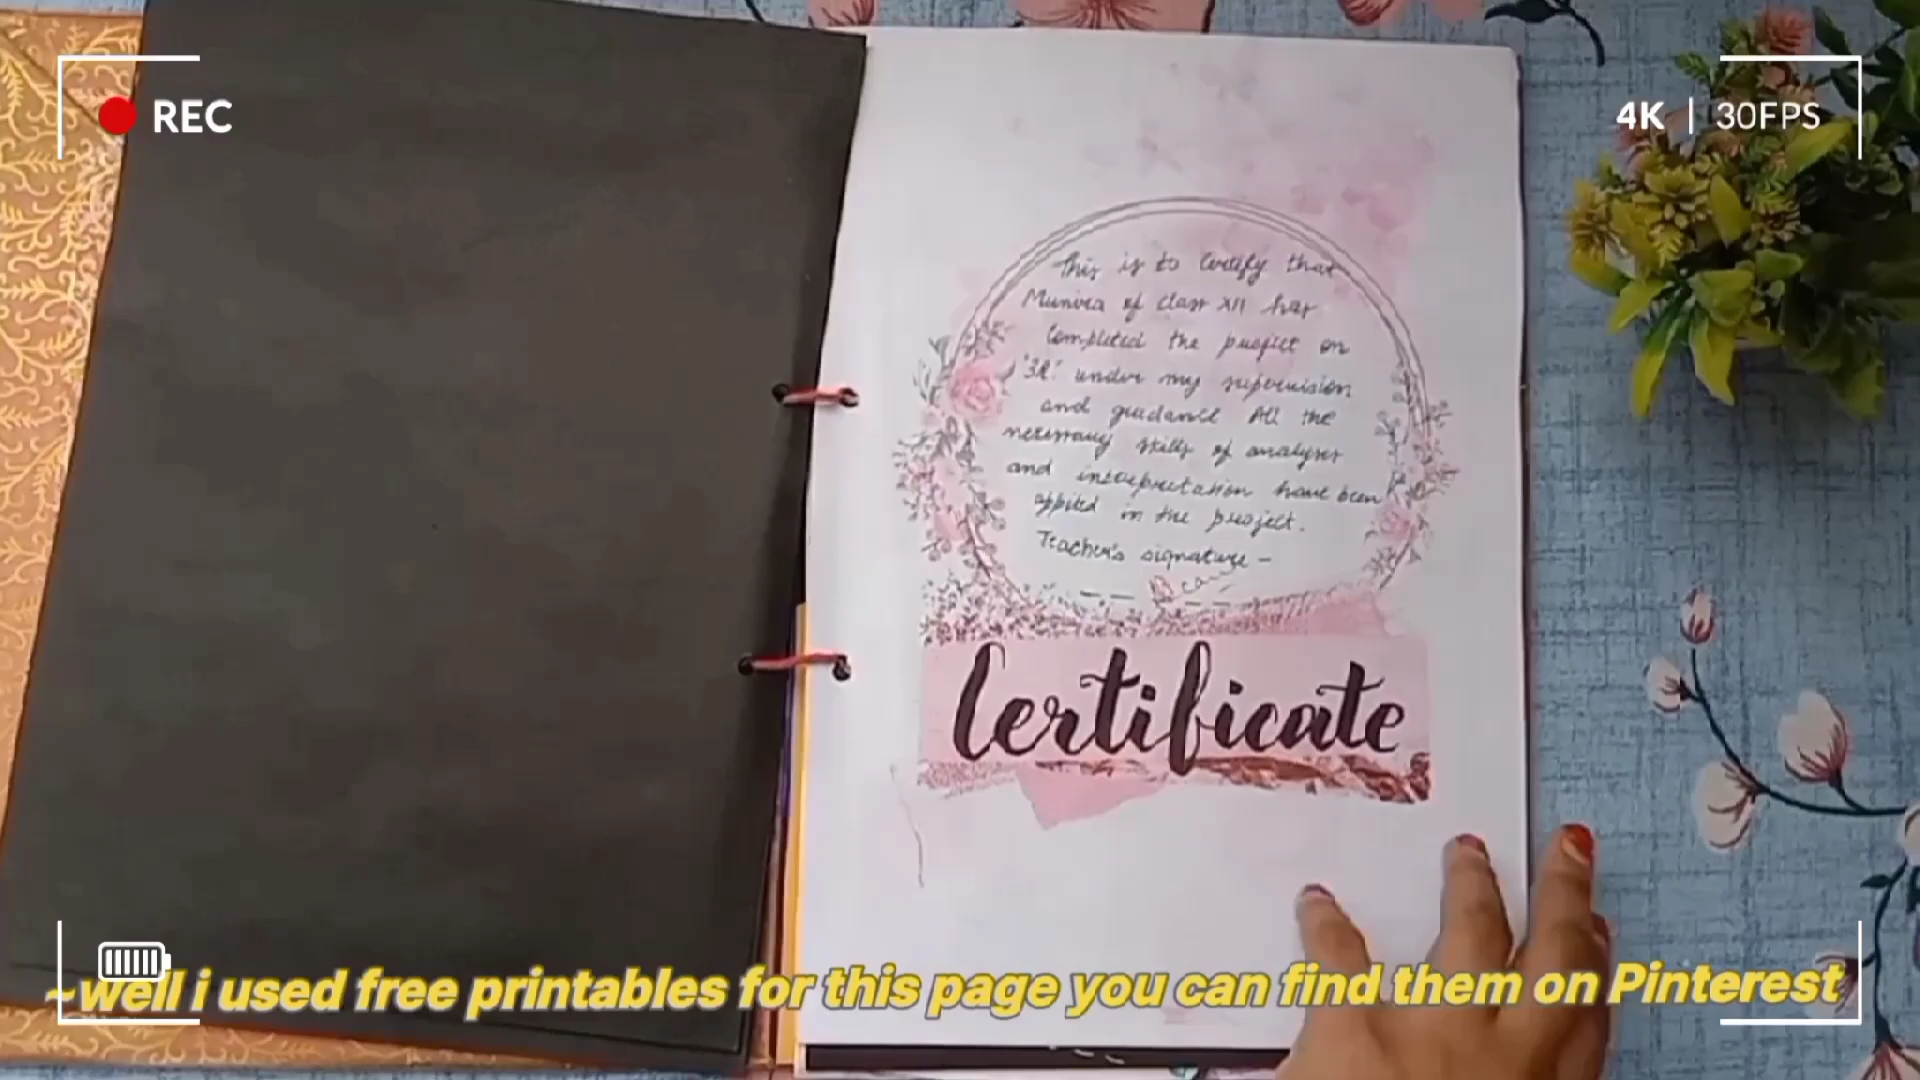 REC
4K | 30FPS
This is to Certify that
Munira of class XII has
Completed the project on
'3R' under my supervision
and guidance All the
necessary skills of analyses
and interpretation have been
applied in the project.
Teacher's signature -
Certificate
~well i used free printables for this page you can find them on Pinterest